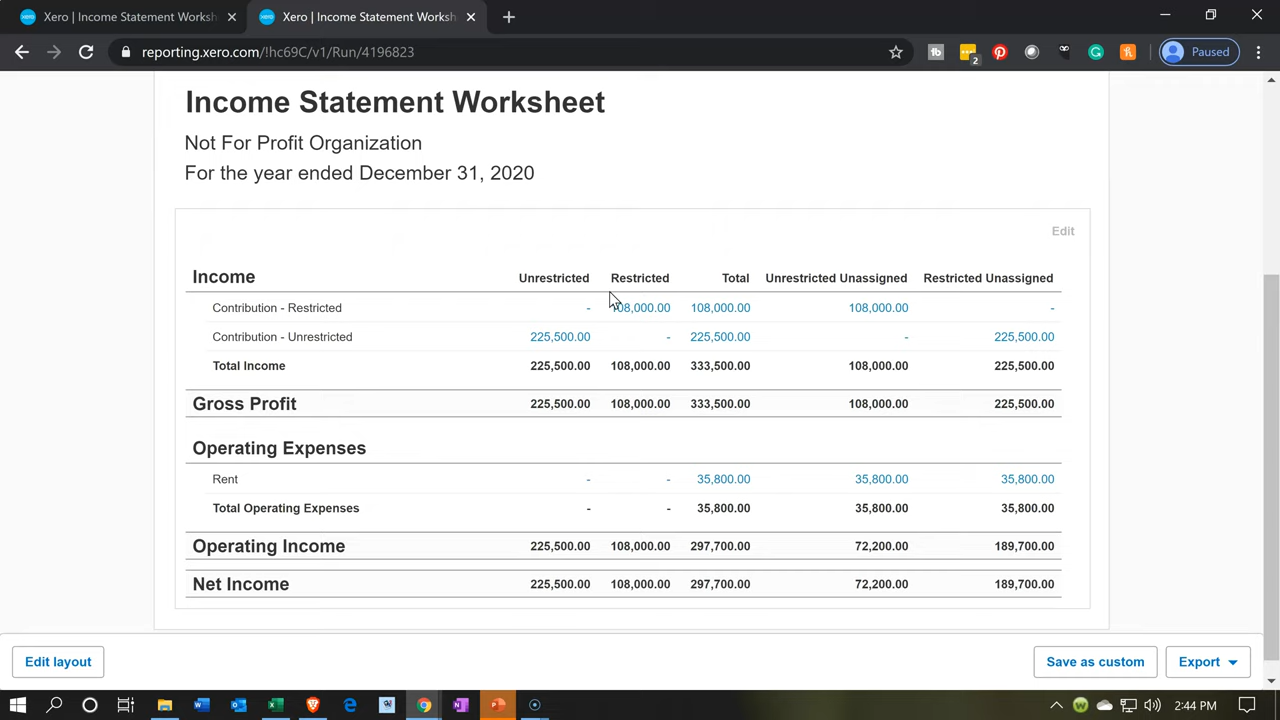 Xero | Income Statement Worksh
Xero | Income Statement Worksh
reporting.xero.com/!hc69C/v1/Run/4196823
2
Paused
Income Statement Worksheet
Not For Profit Organization
For the year ended December 31, 2020
Edit
Income Unrestricted Restricted Total Unrestricted Unassigned Restricted Unassigned
Contribution - Restricted - 108,000.00 108,000.00 108,000.00 -
Contribution - Unrestricted 225,500.00 - 225,500.00 - 225,500.00
Total Income 225,500.00 108,000.00 333,500.00 108,000.00 225,500.00
Gross Profit 225,500.00 108,000.00 333,500.00 108,000.00 225,500.00
Operating Expenses
Rent - - 35,800.00 35,800.00 35,800.00
Total Operating Expenses - - 35,800.00 35,800.00 35,800.00
Operating Income 225,500.00 108,000.00 297,700.00 72,200.00 189,700.00
Net Income 225,500.00 108,000.00 297,700.00 72,200.00 189,700.00
Edit layout
Save as custom
Export
2:44 PM